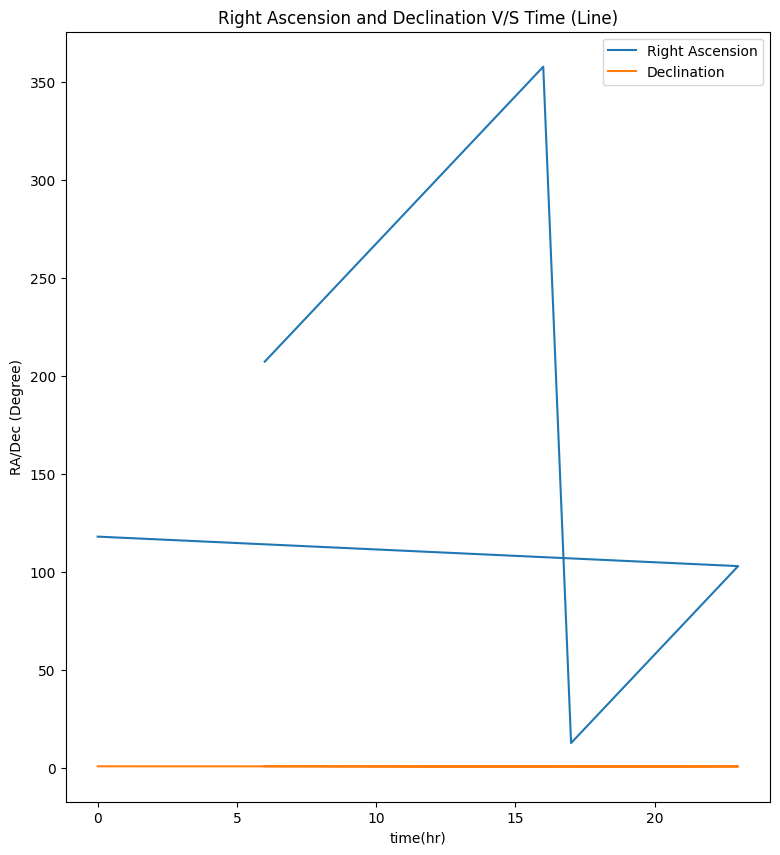 Right Ascension and Declination V/S Time (Line)
Right Ascension
Declination
350
300
250
200
150
100
50
0
RA/Dec (Degree)
0 5 10 15 20
time(hr)